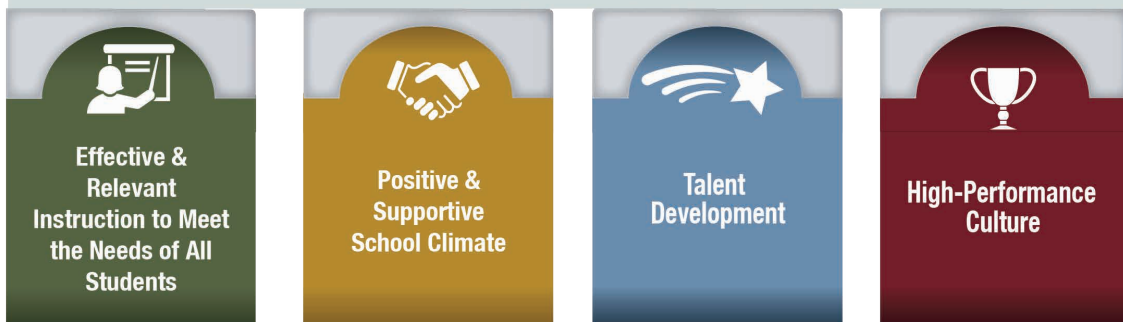 Effective &
Relevant
Instruction to Meet
the Needs of All
Students
Positive &
Supportive
School Climate
Talent
Development
High-Performance
Culture